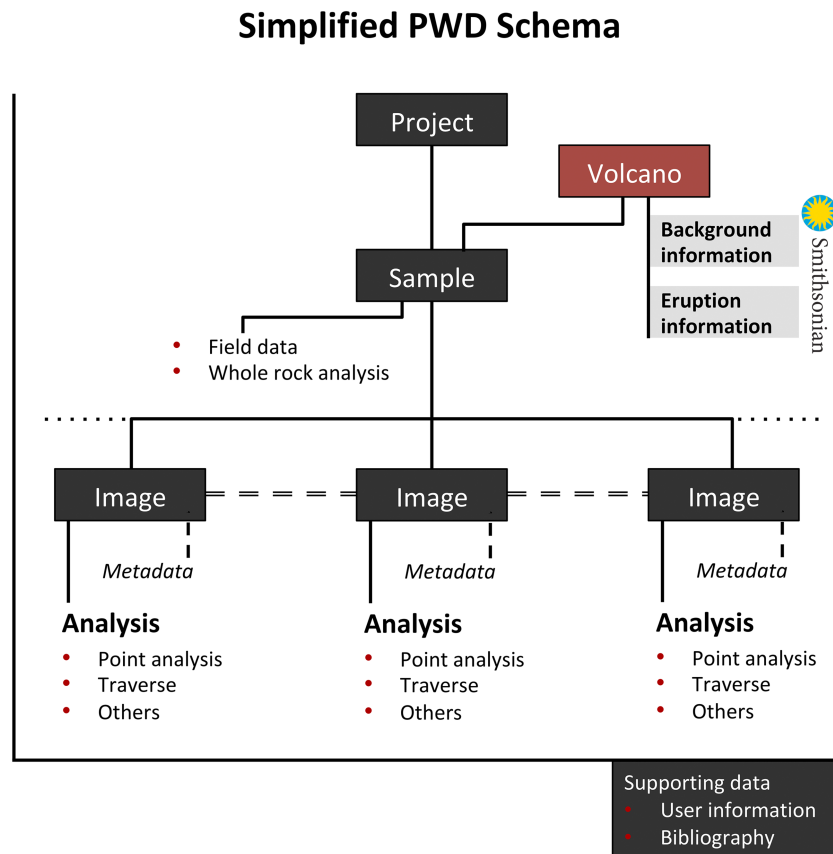 Simplified PWD Schema
Project
Volcano
Background
information
Smithsonian
Sample
Eruption
information
• Field data
• Whole rock analysis
Image
Image
Image
Metadata
Metadata
Metadata
Analysis
• Point analysis
• Traverse
• Others
Analysis
• Point analysis
• Traverse
• Others
Analysis
• Point analysis
• Traverse
• Others
Supporting data
• User information
• Bibliography